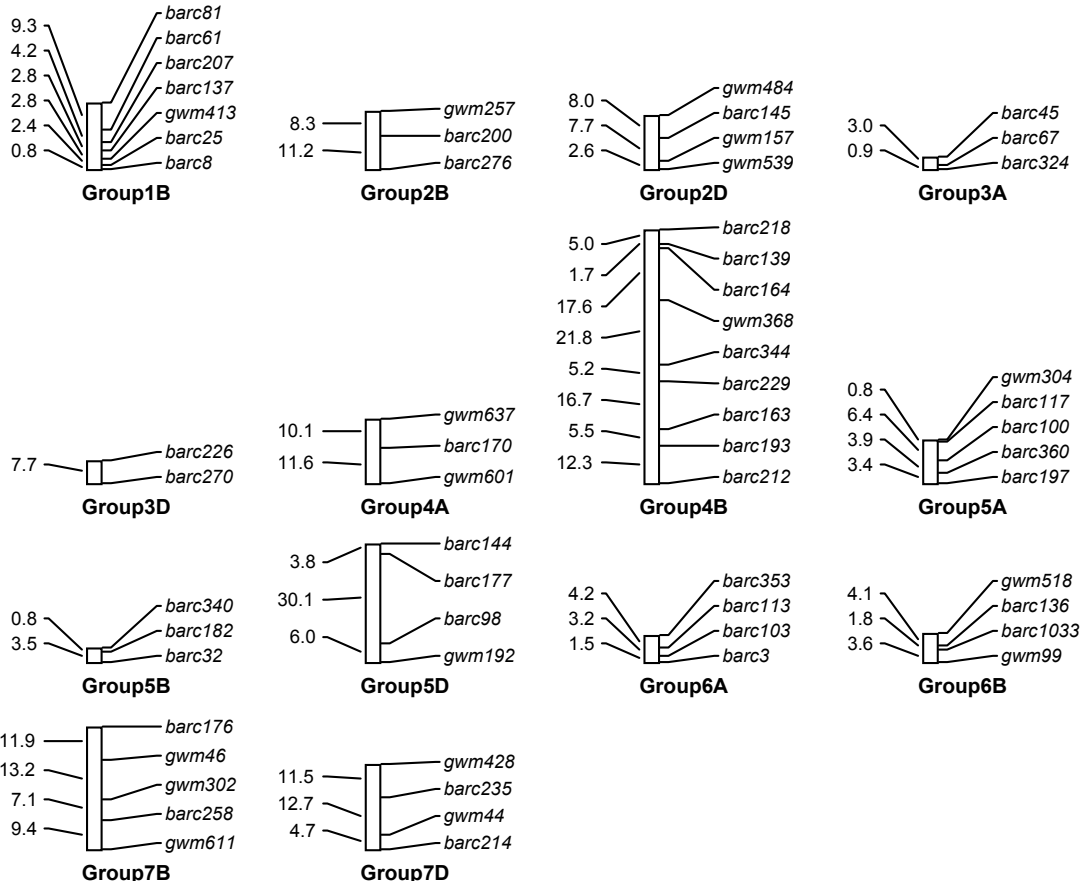 9.3
4.2
2.8
2.8
2.4
0.8
barc81
barc61
barc207
barc137
gwm413
barc25
barc8
Group1B
8.3
11.2
gwm257
barc200
barc276
Group2B
8.0
7.7
2.6
gwm484
barc145
gwm157
gwm539
Group2D
3.0
0.9
barc45
barc67
barc324
Group3A
7.7
barc226
barc270
Group3D
10.1
11.6
gwm637
barc170
gwm601
Group4A
5.0
1.7
17.6
21.8
5.2
16.7
5.5
12.3
barc218
barc139
barc164
gwm368
barc344
barc229
barc163
barc193
barc212
Group4B
0.8
6.4
3.9
3.4
gwm304
barc117
barc100
barc360
barc197
Group5A
0.8
3.5
barc340
barc182
barc32
Group5B
3.8
30.1
6.0
barc144
barc177
barc98
gwm192
Group5D
4.2
3.2
1.5
barc353
barc113
barc103
barc3
Group6A
4.1
1.8
3.6
gwm518
barc136
barc1033
gwm99
Group6B
11.9
13.2
7.1
9.4
barc176
gwm46
gwm302
barc258
gwm611
Group7B
11.5
12.7
4.7
gwm428
barc235
gwm44
barc214
Group7D